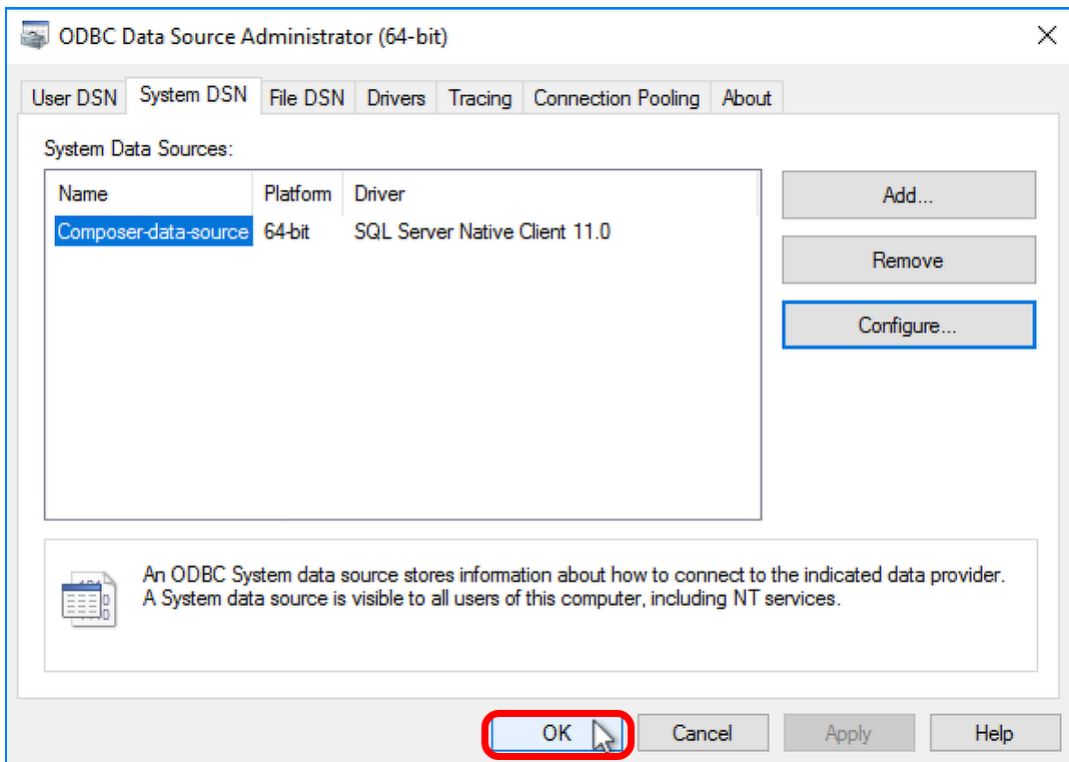 ODBC Data Source Administrator (64-bit)
User DSN System DSN File DSN Drivers Tracing Connection Pooling About
System Data Sources:
Name Platform Driver
Composer-data-source 64-bit SQL Server Native Client 11.0
Add...
Remove
Configure...
An ODBC System data source stores information about how to connect to the indicated data provider.
A System data source is visible to all users of this computer, including NT services.
OK Cancel Apply Help